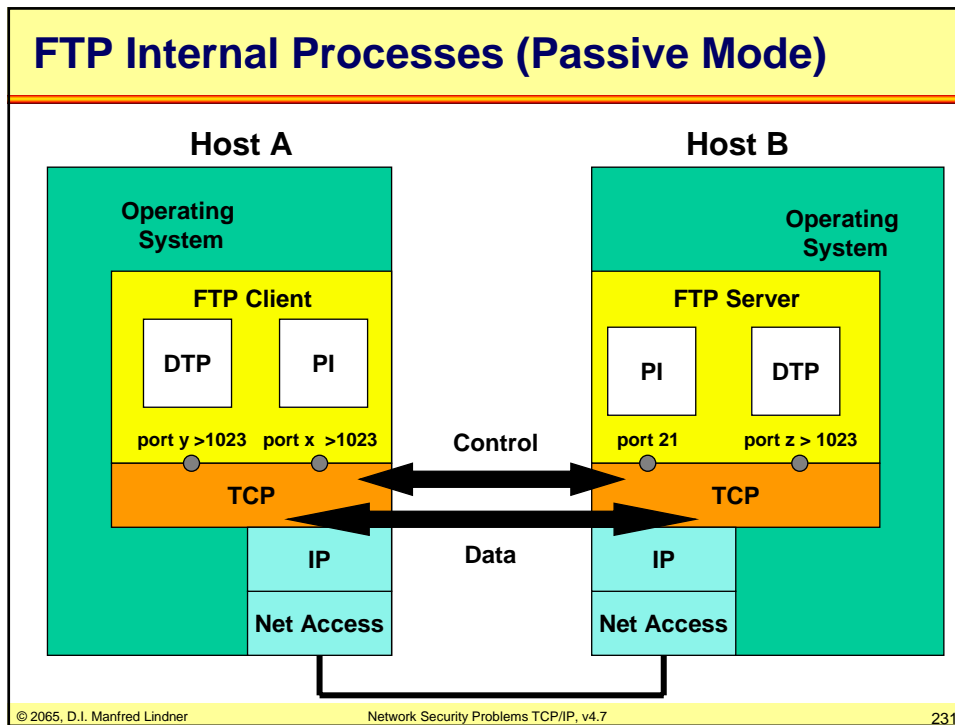 FTP Internal Processes (Passive Mode)
Host A
Host B
Operating
System
Operating
System
FTP Client
FTP Server
DTP
PI
PI
DTP
port y >1023
port x >1023
Control
port 21
port z > 1023
TCP
TCP
IP
Data
IP
Net Access
Net Access
© 2065, D.I. Manfred Lindner
Network Security Problems TCP/IP, v4.7
231